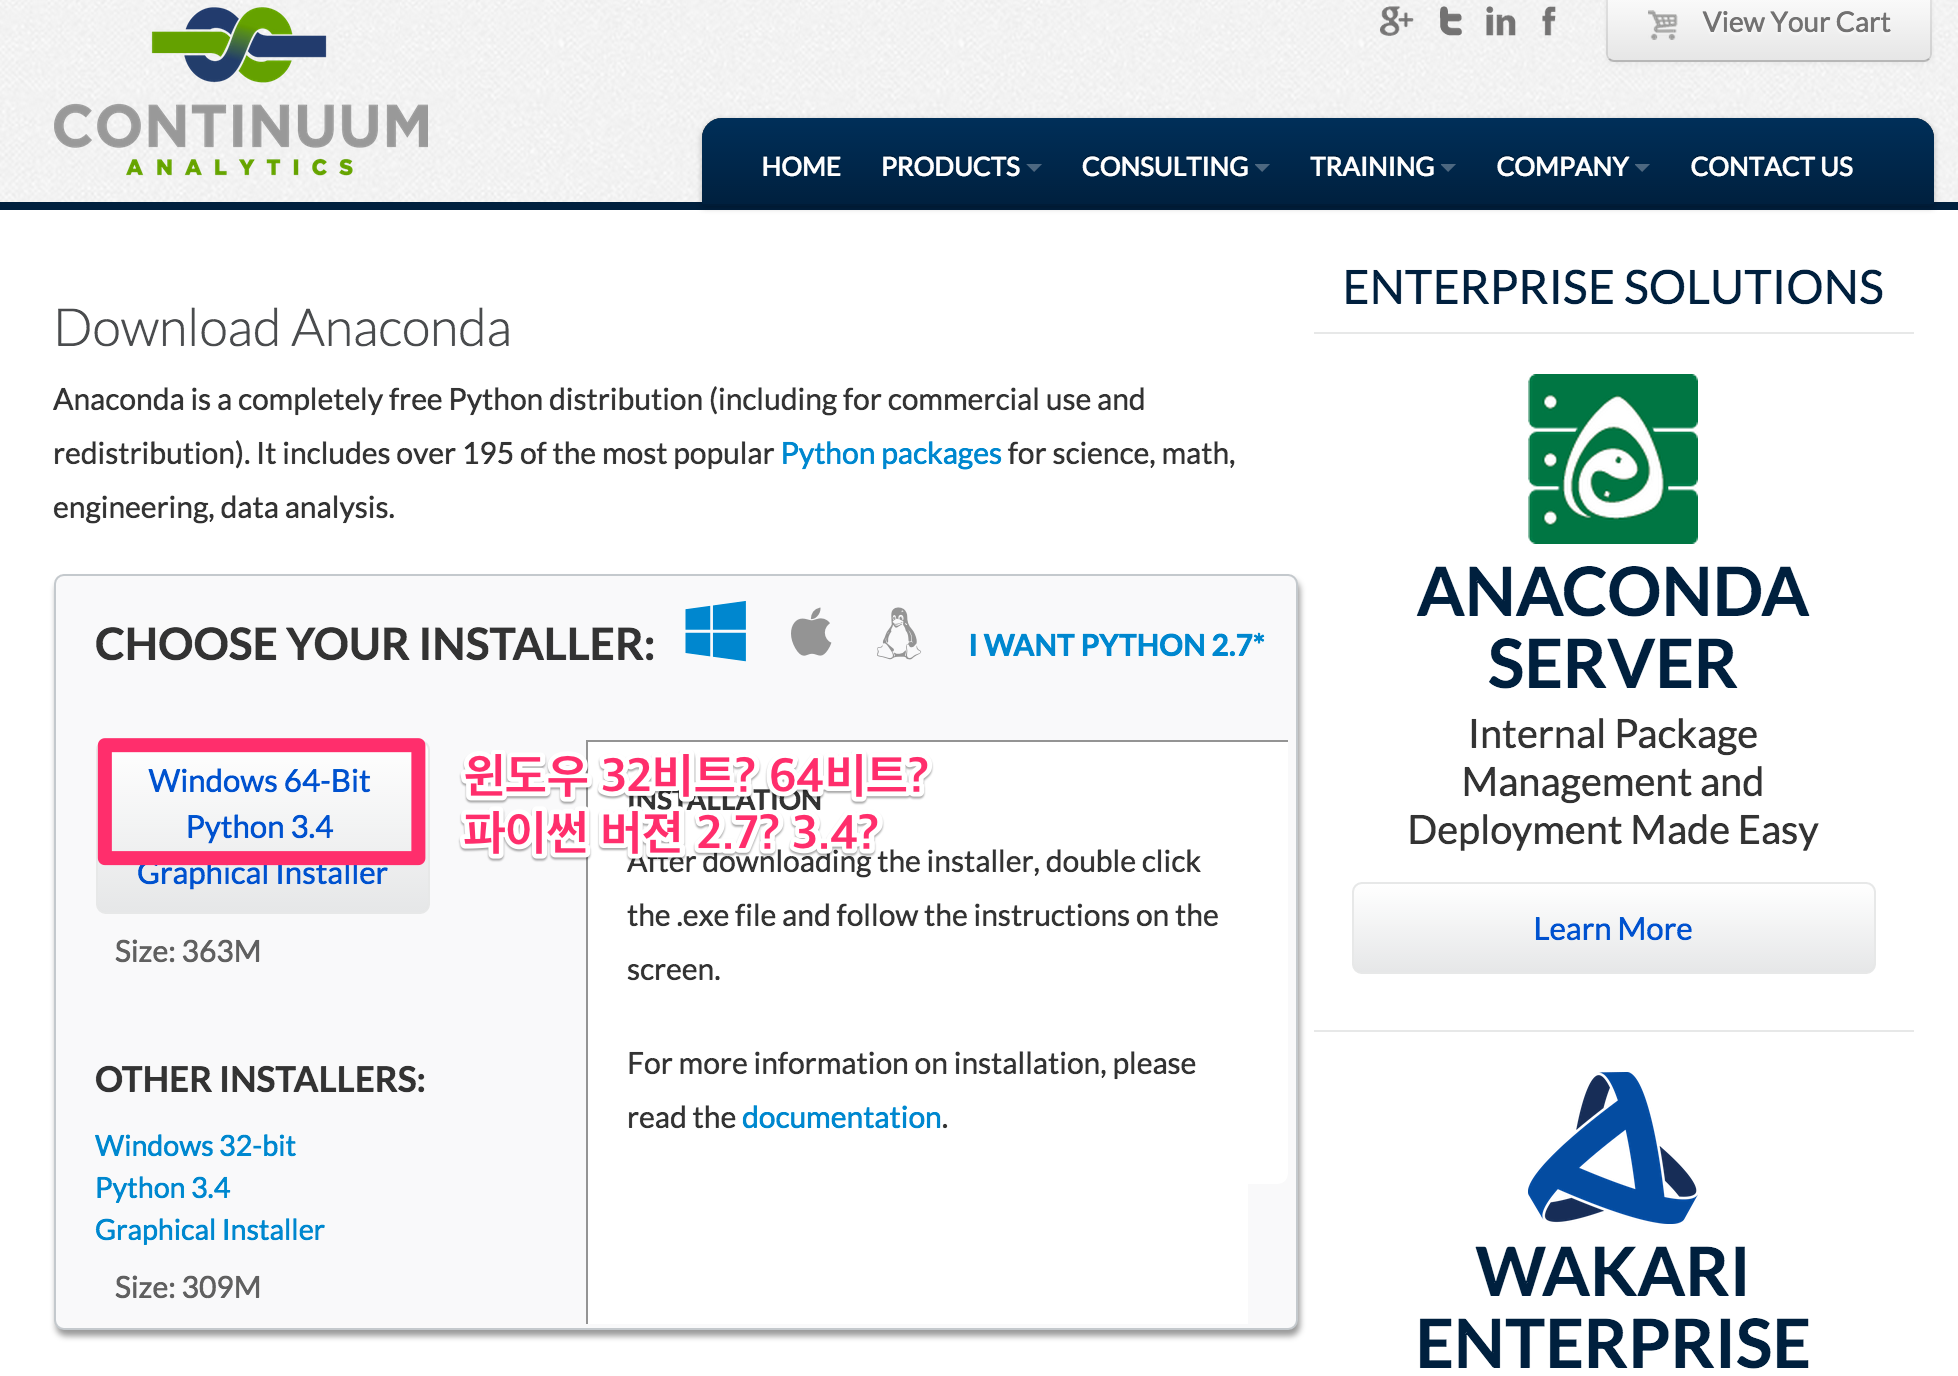 View Your Cart
CONTINUUM
ANALYTICS
HOME PRODUCTS CONSULTING TRAINING COMPANY CONTACT US
Download Anaconda
Anaconda is a completely free Python distribution (including for commercial use and
redistribution). It includes over 195 of the most popular Python packages for science, math,
engineering, data analysis.
CHOOSE YOUR INSTALLER: I WANT PYTHON 2.7*
Windows 64-Bit
Python 3.4
Graphical Installer
Size: 363M
윈도우 32비트? 64비트?
파이썬 버젼 2.7? 3.4?
INSTALLATION
After downloading the installer, double click
the .exe file and follow the instructions on the
screen.
For more information on installation, please
read the documentation.
OTHER INSTALLERS:
Windows 32-bit
Python 3.4
Graphical Installer
Size: 309M
ENTERPRISE SOLUTIONS
ANACONDA
SERVER
Internal Package
Management and
Deployment Made Easy
Learn More
WAKARI
ENTERPRISE